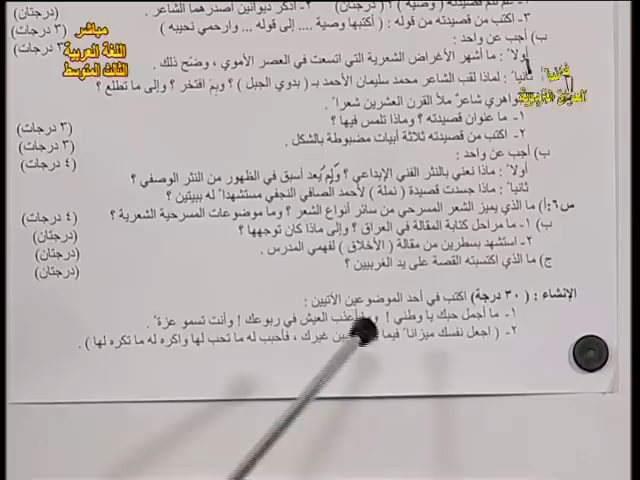 مباشر
اللغة العربية
الثالث المتوسط
٢- اذكر ديوانين أصدرهما الشاعر . (درجتان)
٣- اكتب من قصيدته من قوله : ( أكتبها وصية .... إلى قوله ... وارحمي نحيبه ) (٣ درجات)
ب) أجب عن واحد: (٣ درجات)
أولاً : ما أشهر الأغراض الشعرية التي اتسعت في العصر الأموي ، وضّح ذلك .
ثانياً : لماذا لقب الشاعر محمد سليمان الأحمد بـ ( بدوي الجبل ) ؟ وبمَ افتخر ؟ وإلى ما تطلع ؟
شاعرٌ ملأ القرن العشرين شعراً .
١- ما عنوان قصيدته ؟ وماذا تلمس فيها ؟ (٣ درجات)
٢- اكتب من قصيدته ثلاثة أبيات مضبوطة بالشكل . (٣ درجات)
ب) أجب عن واحد : (٤ درجات)
أولاً : ماذا نعني بالنثر الفني الإبداعي ؟ ولِمَ يُعد أسبق في الظهور من النثر الوصفي ؟
ثانياً : ماذا جسدت قصيدة ( نملة ) لأحمد الصافي النجفي مستشهداً له ببيتين ؟
س٦: أ) ما الذي يميز الشعر المسرحي من سائر أنواع الشعر ؟ وما موضوعات المسرحية الشعرية ؟ (٤ درجات)
ب) ١- ما مراحل كتابة المقالة في العراق ؟ وإلى ماذا كان توجهها ؟ (درجتان)
٢- استشهد بسطرين من مقالة ( الأخلاق ) لفهمي المدرس . (درجتان)
ج) ما الذي اكتسبته القصة على يد الغربيين ؟ (درجتان)
الإنشاء : ( ٣٠ درجة) اكتب في أحد الموضوعين الآتيين :
١- ما أجمل حبك يا وطني ! العيش في ربوعك ! وأنت تسمو عزة .
٢- ( اجعل نفسك ميزاناً فيما غيرك ، فأحبب له ما تحب لها واكره له ما تكره لها ) .